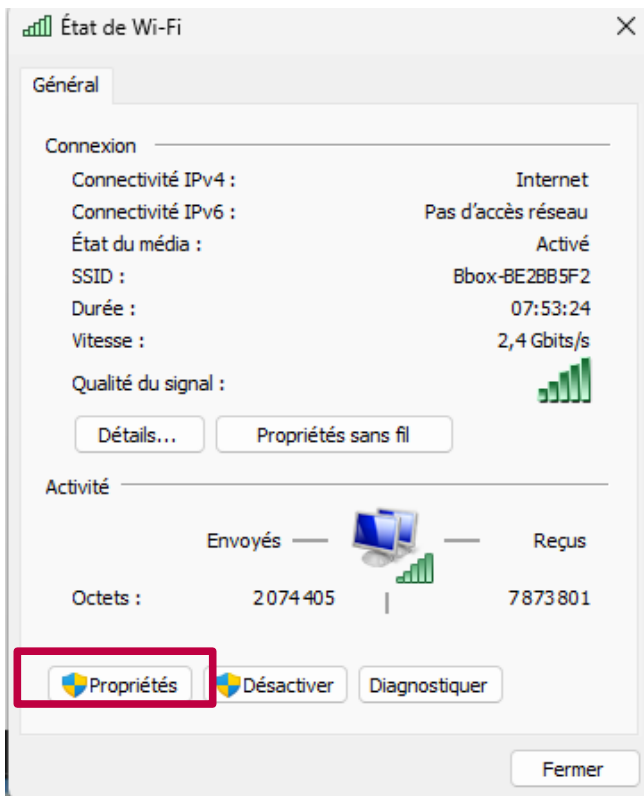 État de Wi-Fi
Général
Connexion
Connectivité IPv4 : Internet
Connectivité IPv6 : Pas d’accès réseau
État du média : Activé
SSID : Bbox-BE2BB5F2
Durée : 07:53:24
Vitesse : 2,4 Gbits/s
Qualité du signal :
Détails... Propriétés sans fil
Activité
Envoyés Reçus
Octets : 2 074 405 7 873 801
Propriétés Désactiver Diagnostiquer
Fermer